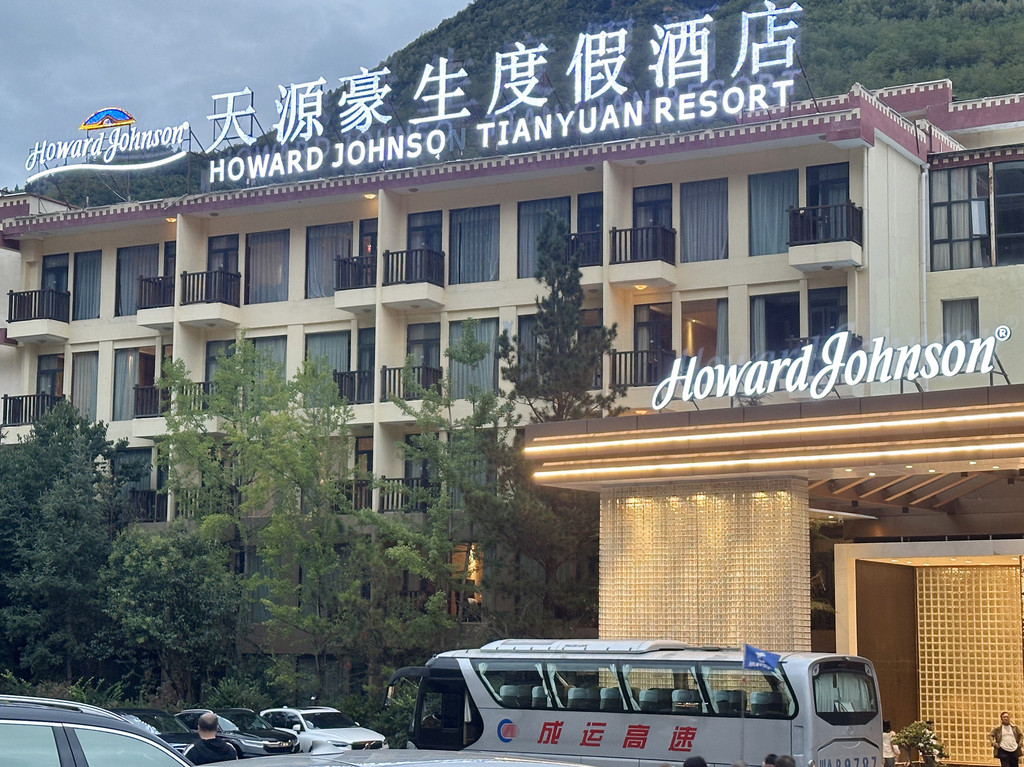 Howard Johnson
天源豪生度假酒店
HOWARD JOHNSO TIANYUAN RESORT
Howard Johnson®
成运高速